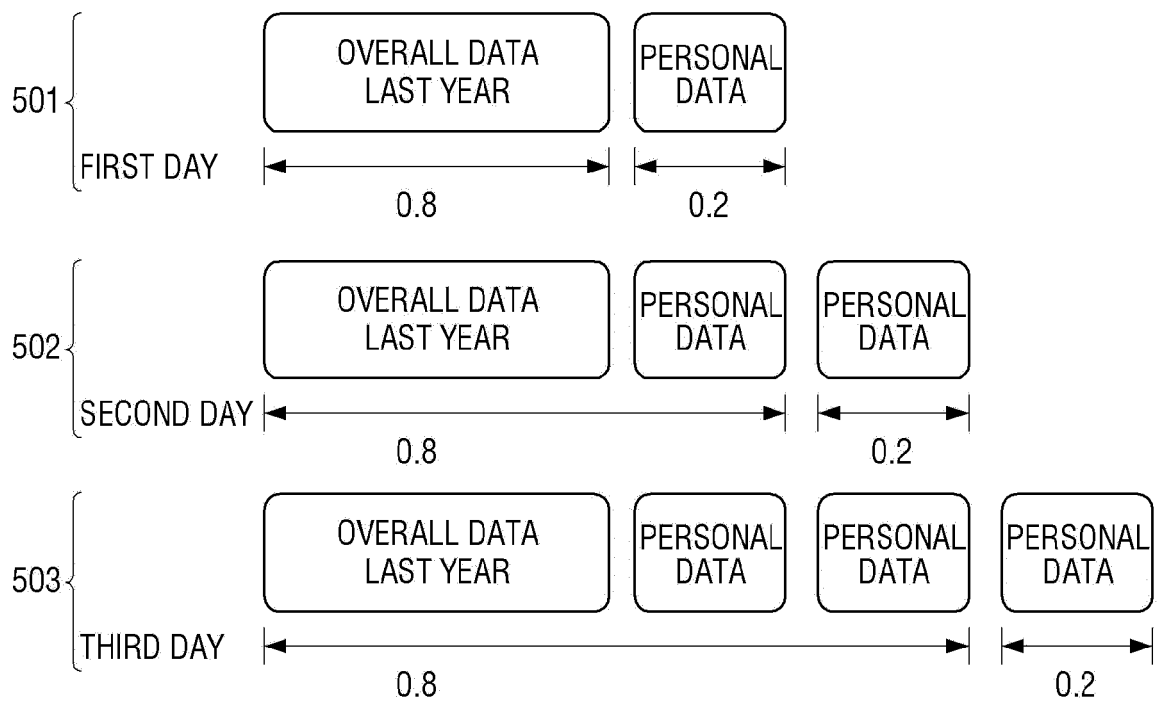 501
OVERALL DATA
LAST YEAR
PERSONAL
DATA
FIRST DAY
0.8
0.2
502
OVERALL DATA
LAST YEAR
PERSONAL
DATA
PERSONAL
DATA
SECOND DAY
0.8
0.2
503
OVERALL DATA
LAST YEAR
PERSONAL
DATA
PERSONAL
DATA
PERSONAL
DATA
THIRD DAY
0.8
0.2